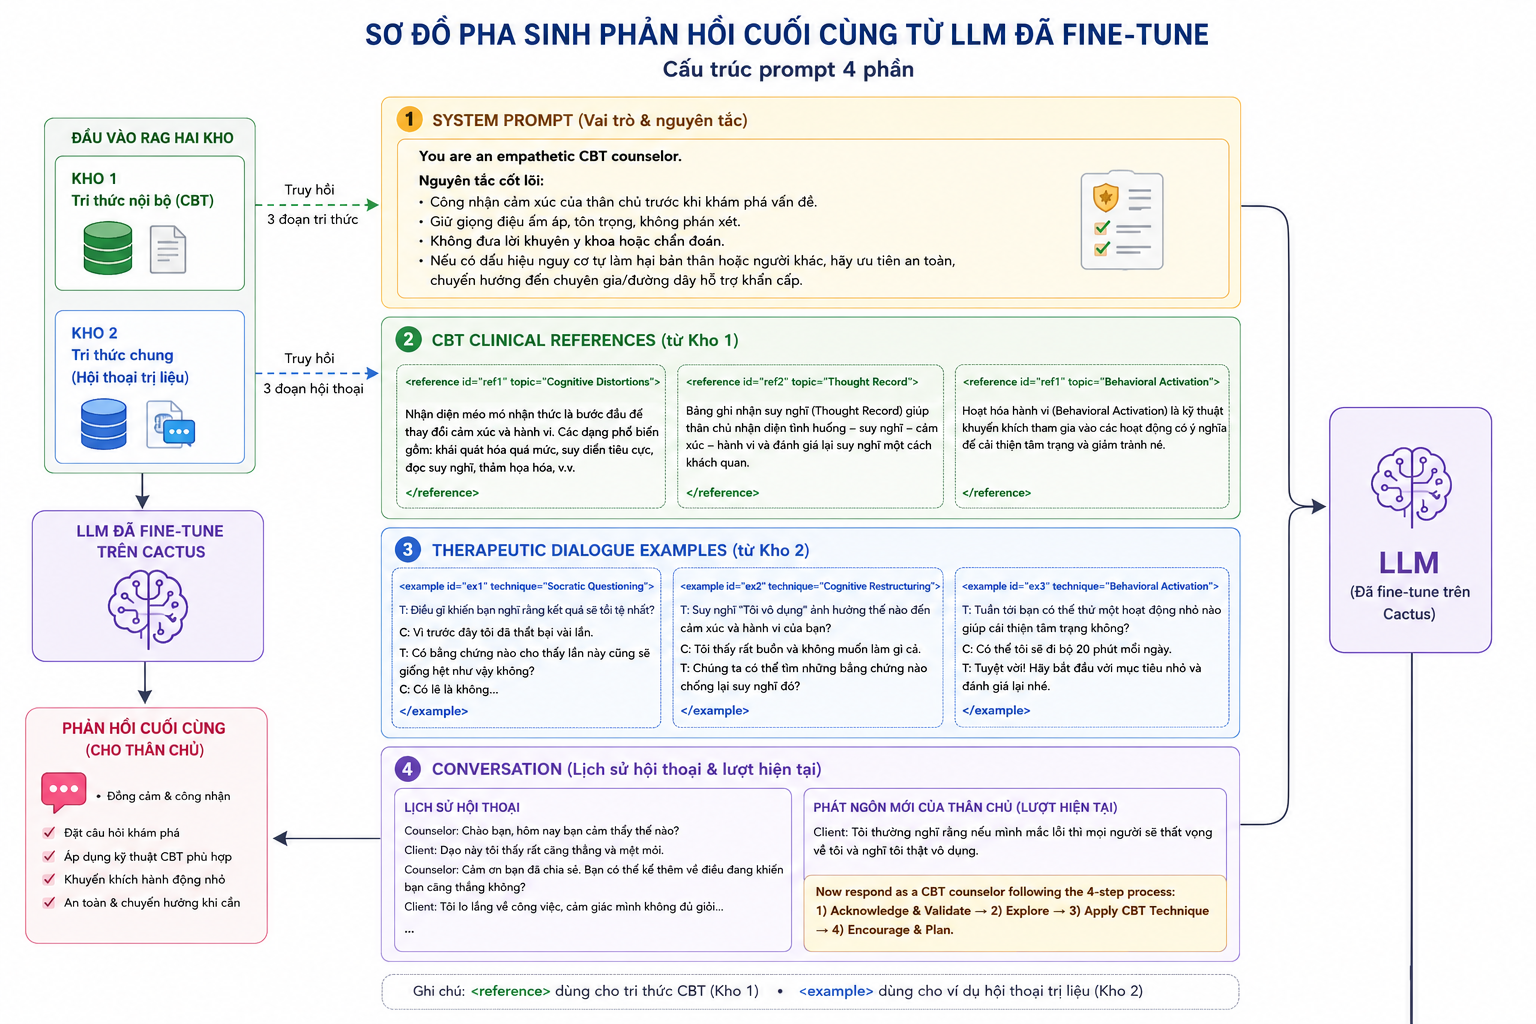 SƠ ĐỒ PHA SINH PHẢN HỒI CUỐI CÙNG TỪ LLM ĐÃ FINE-TUNE
Cấu trúc prompt 4 phần
ĐẦU VÀO RAG HAI KHO
KHO 1
Tri thức nội bộ (CBT)
KHO 2
Tri thức chung
(Hội thoại trị liệu)
Truy hồi
3 đoạn tri thức
Truy hồi
3 đoạn hội thoại
LLM ĐÃ FINE-TUNE
TRÊN CACTUS
PHẢN HỒI CUỐI CÙNG
(CHO THÂN CHỦ)
• Đồng cảm & công nhận
Đặt câu hỏi khám phá
Áp dụng kỹ thuật CBT phù hợp
Khuyến khích hành động nhỏ
An toàn & chuyển hướng khi cần
1 SYSTEM PROMPT (Vai trò & nguyên tắc)
You are an empathetic CBT counselor.
Nguyên tắc cốt lõi:
• Công nhận cảm xúc của thân chủ trước khi khám phá vấn đề.
• Giữ giọng điệu ấm áp, tôn trọng, không phán xét.
• Không đưa lời khuyên y khoa hoặc chẩn đoán.
• Nếu có dấu hiệu nguy cơ tự làm hại bản thân hoặc người khác, hãy ưu tiên an toàn,
chuyển hướng đến chuyên gia/đường dây hỗ trợ khẩn cấp.
2 CBT CLINICAL REFERENCES (từ Kho 1)
<reference id="ref1" topic="Cognitive Distortions">
Nhận diện méo mó nhận thức là bước đầu để
thay đổi cảm xúc và hành vi. Các dạng phổ biến
gồm: khái quát hóa quá mức, suy diễn tiêu cực,
đọc suy nghĩ, thảm họa hóa, v.v.
</reference>
<reference id="ref2" topic="Thought Record">
Bảng ghi nhận suy nghĩ (Thought Record) giúp
thân chủ nhận diện tình huống – suy nghĩ – cảm
xúc – hành vi và đánh giá lại suy nghĩ một cách
khách quan.
</reference>
<reference id="ref1" topic="Behavioral Activation">
Hoạt hóa hành vi (Behavioral Activation) là kỹ thuật
khuyến khích tham gia vào các hoạt động có ý nghĩa
để cải thiện tâm trạng và giảm trành né.
</reference>
3 THERAPEUTIC DIALOGUE EXAMPLES (từ Kho 2)
<example id="ex1" technique="Socratic Questioning">
T: Điều gì khiến bạn nghĩ rằng kết quả sẽ tồi tệ nhất?
C: Vì trước đây tôi đã thất bại vài lần.
T: Có bằng chứng nào cho thấy lần này cũng sẽ
giống hệt như vậy không?
C: Có lẽ là không...
</example>
<example id="ex2" technique="Cognitive Restructuring">
T: Suy nghĩ "Tôi vô dụng" ảnh hưởng thế nào đến
cảm xúc và hành vi của bạn?
C: Tôi thấy rất buồn và không muốn làm gì cả.
T: Chúng ta có thể tìm những bằng chứng nào
chống lại suy nghĩ đó?
</example>
<example id="ex3" technique="Behavioral Activation">
T: Tuần tới bạn có thể thử một hoạt động nhỏ nào
giúp cải thiện tâm trạng không?
C: Có thể tôi sẽ đi bộ 20 phút mỗi ngày.
T: Tuyệt vời! Hãy bắt đầu với mục tiêu nhỏ và
đánh giá lại nhé.
</example>
4 CONVERSATION (Lịch sử hội thoại & lượt hiện tại)
LỊCH SỬ HỘI THOẠI
Counselor: Chào bạn, hôm nay bạn cảm thấy thế nào?
Client: Dạo này tôi thấy rất căng thẳng và mệt mỏi.
Counselor: Cảm ơn bạn đã chia sẻ. Bạn có thể kể thêm về điều đang khiến
bạn căng thẳng không?
Client: Tôi lo lắng về công việc, cảm giác mình không đủ giỏi...
...
PHÁT NGÔN MỚI CỦA THÂN CHỦ (LƯỢT HIỆN TẠI)
Client: Tôi thường nghĩ rằng nếu mình mắc lỗi thì mọi người sẽ thất vọng
về tôi và nghĩ tôi thật vô dụng.
Now respond as a CBT counselor following the 4-step process:
1) Acknowledge & Validate → 2) Explore → 3) Apply CBT Technique
→ 4) Encourage & Plan.
Ghi chú: <reference> dùng cho tri thức CBT (Kho 1) • <example> dùng cho ví dụ hội thoại trị liệu (Kho 2)
LLM
(Đã fine-tune trên
Cactus)